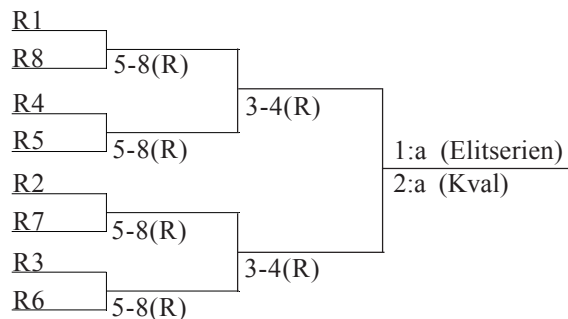 R1
R8
5-8(R)
3-4(R)
R4
R5
5-8(R)
1:a (Elitserien)
2:a (Kval)
R2
R7
5-8(R)
3-4(R)
R3
R6
5-8(R)